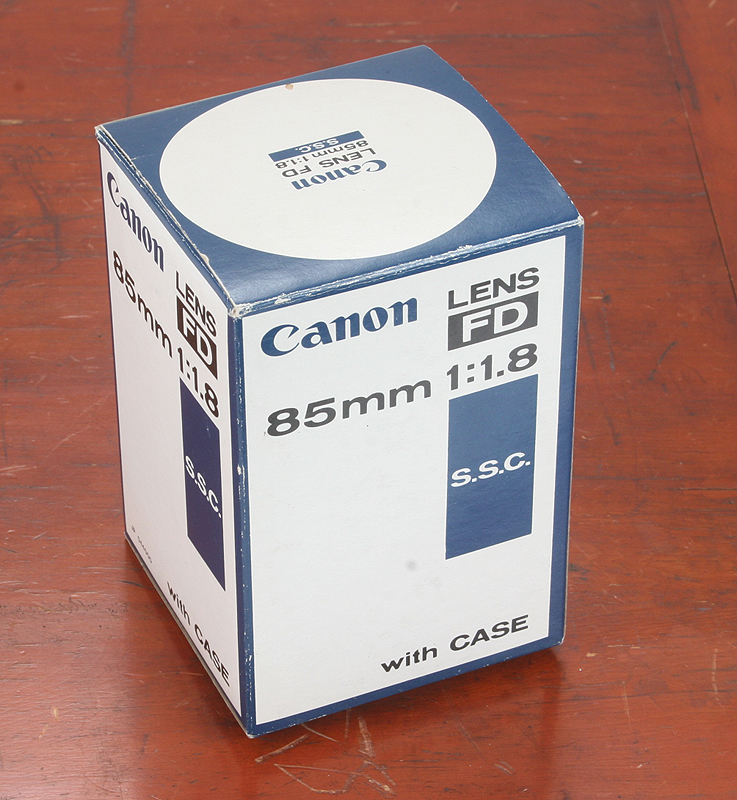 Canon
LENS FD
85mm 1:1.8
S.S.C.
Canon
LENS
FD
85mm 1:1.8
S.S.C.
with CASE
Canon
LENS
FD
85mm 1:1.8
S.S.C.
with CASE